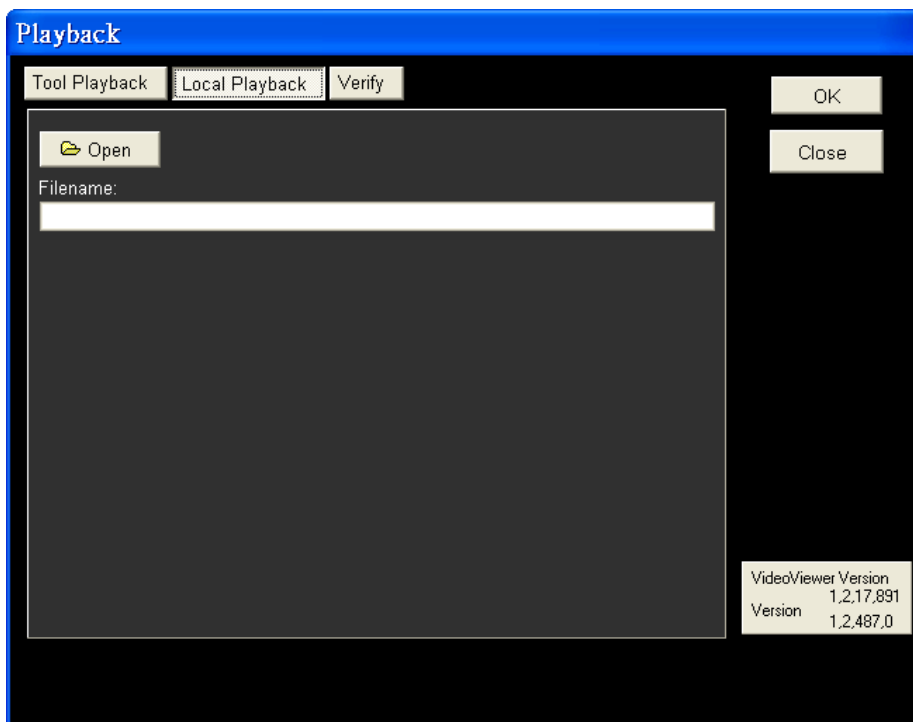 Playback
Tool Playback
Local Playback
Verify
OK
Open
Close
Filename:
VideoViewer Version
1,2,17,891
Version
1,2,487,0